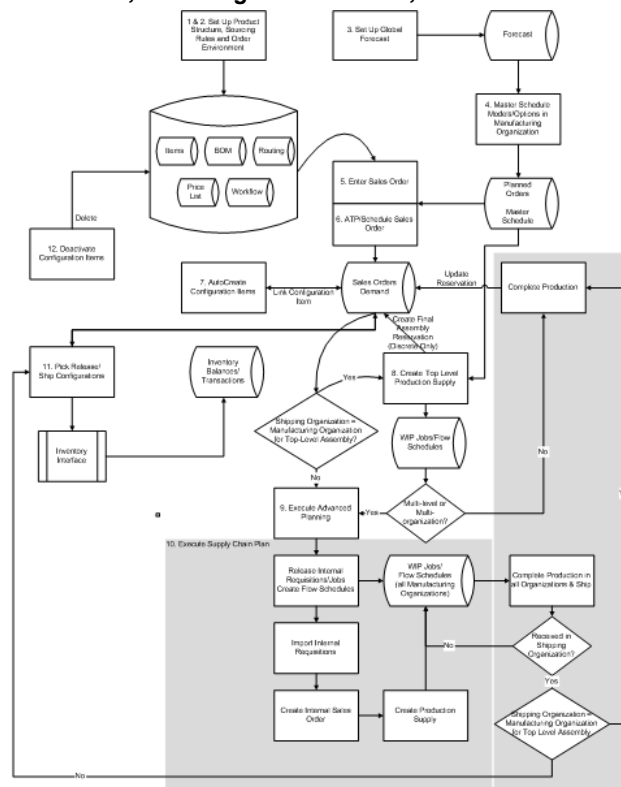 1 & 2. Set Up Product
Structure, Sourcing
Rules and Order
Environment
3. Set Up Global
Forecast
Forecast
4. Master Schedule
Models/Options in
Manufacturing
Organization
Items
BOM
Routing
Price
List
Workflow
5. Enter Sales Order
6. ATP/Schedule Sales
Order
Planned
Orders
Master
Schedule
Delete
12. Deactivate
Configuration Items
7. AutoCreate
Configuration Items
Link Configuration
Item
Sales Orders
Demand
Update
Reservation
Complete Production
Create Final
Assembly
Reservation
(Discrete Only)
11. Pick Release/
Ship Configurations
Inventory
Balances/
Transactions
Yes
8. Create Top Level
Production Supply
Shipping Organization =
Manufacturing Organization
for Top-Level Assembly?
WIP Jobs/Flow
Schedules
Inventory
Interface
No
No
9. Execute Advanced
Planning
Yes
Multi-level or
Multi-
organization?
10. Execute Supply Chain Plan
Release Internal
Requisitions/Jobs
Create Flow Schedules
WIP Jobs/
Flow Schedules
(all Manufacturing
Organizations)
Complete Production in
all Organizations & Ship
Import Internal
Requisitions
No
Received in
Shipping
Organization?
Yes
Create Internal Sales
Order
Create Production
Supply
Shipping Organization =
Manufacturing Organization
for Top Level Assembly
No